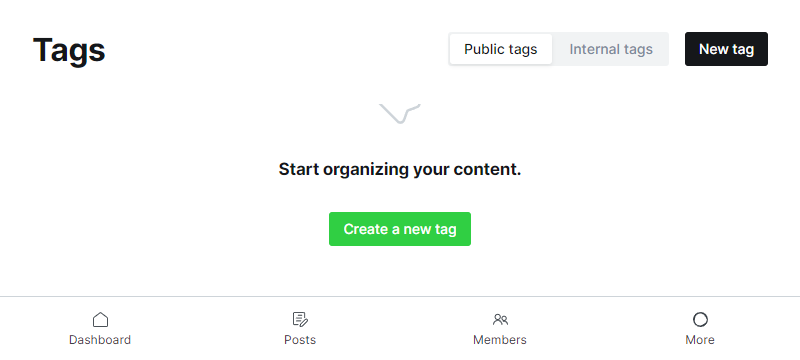 Tags
Public tags
Internal tags
New tag
Start organizing your content.
Create a new tag
Dashboard
Posts
Members
More